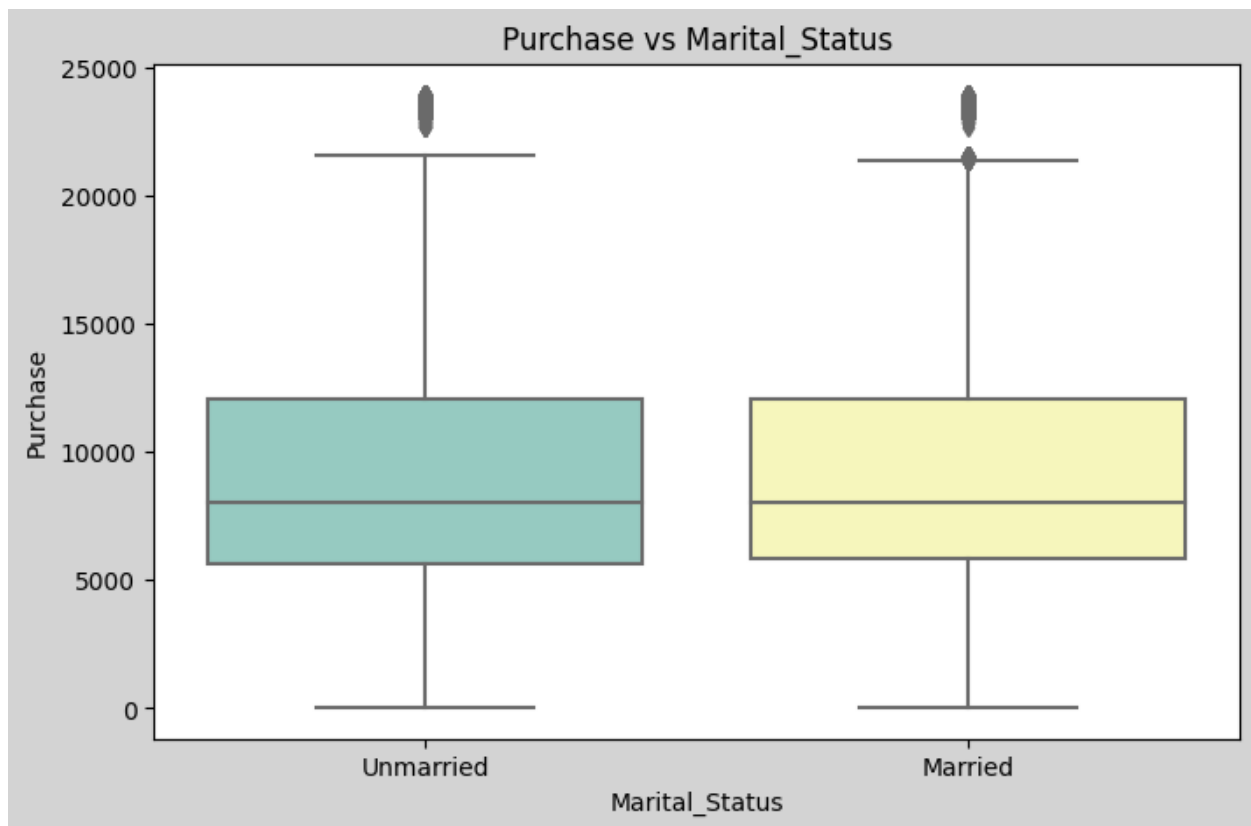 Purchase vs Marital_Status
25000
20000
15000
10000
5000
0
Purchase
Unmarried
Married
Marital_Status